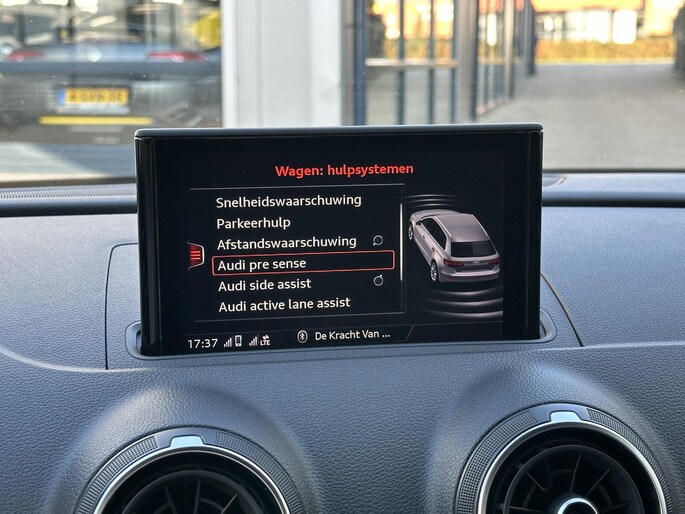 Wagen: hulpsystemen
Snelheidswaarschuwing
Parkeerhulp
Afstandswaarschuwing
Audi pre sense
Audi side assist
Audi active lane assist
17:37 LTE De Kracht Van ...